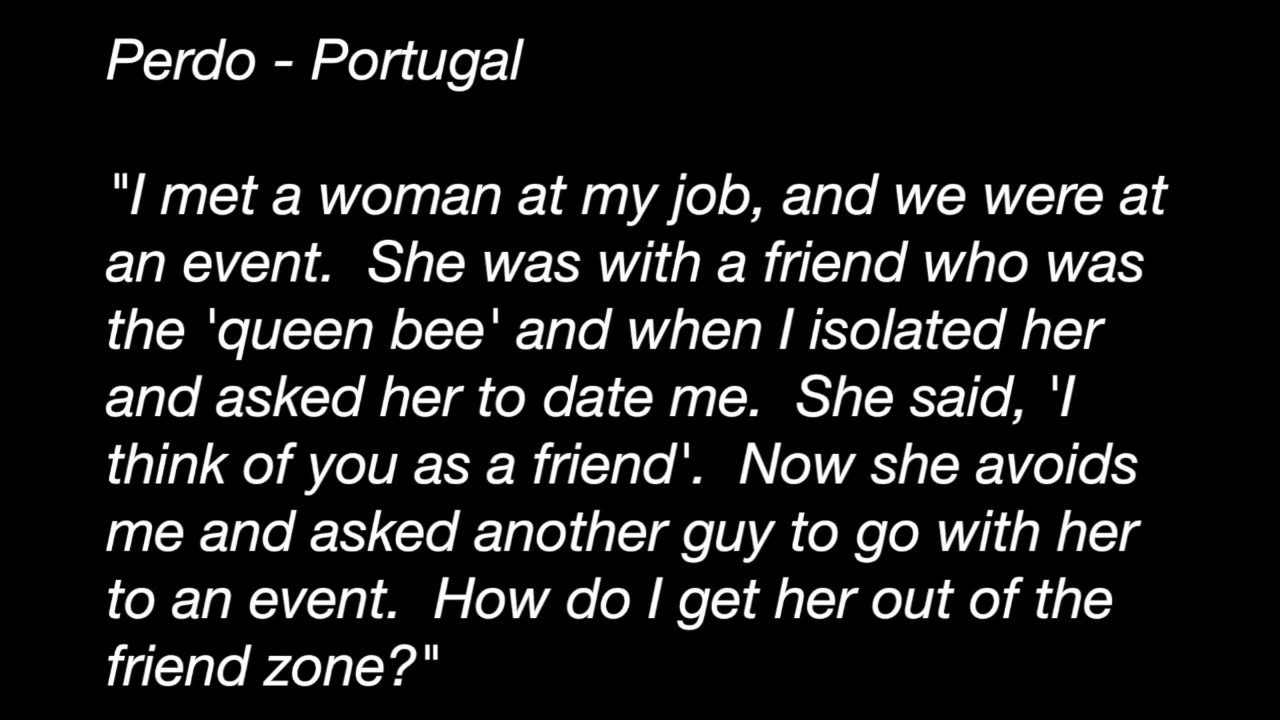 Perdo - Portugal
"I met a woman at my job, and we were at
an event.  She was with a friend who was
the 'queen bee' and when I isolated her
and asked her to date me.  She said, 'I
think of you as a friend'.  Now she avoids
me and asked another guy to go with her
to an event.  How do I get her out of the
friend zone?"